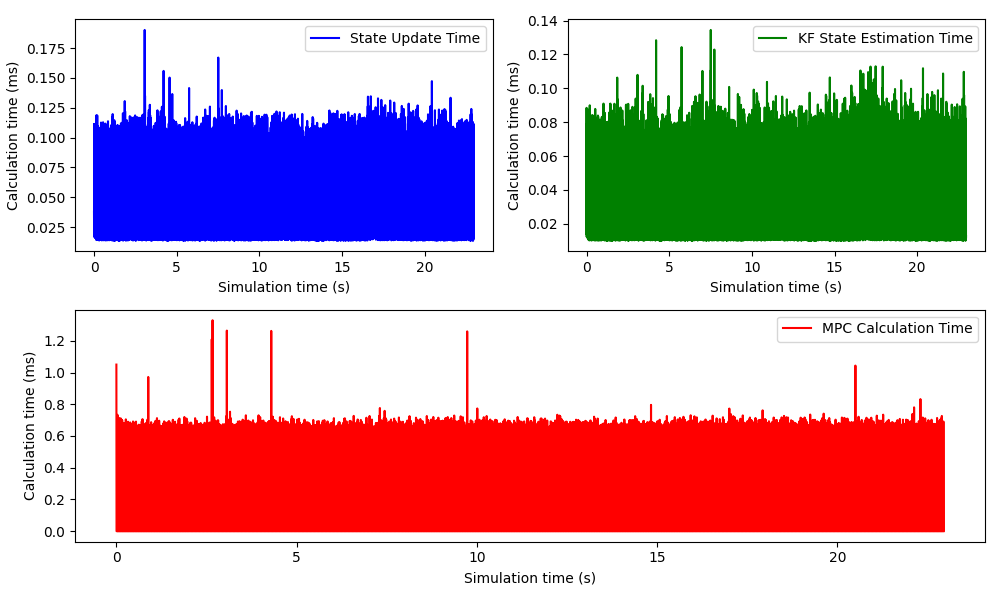 State Update Time
0.175
0.150
0.125
0.100
0.075
0.050
0.025
Calculation time (ms)
0 5 10 15 20
Simulation time (s)
KF State Estimation Time
0.14
0.12
0.10
0.08
0.06
0.04
0.02
Calculation time (ms)
0 5 10 15 20
Simulation time (s)
MPC Calculation Time
1.2
1.0
0.8
0.6
0.4
0.2
0.0
Calculation time (ms)
0 5 10 15 20
Simulation time (s)